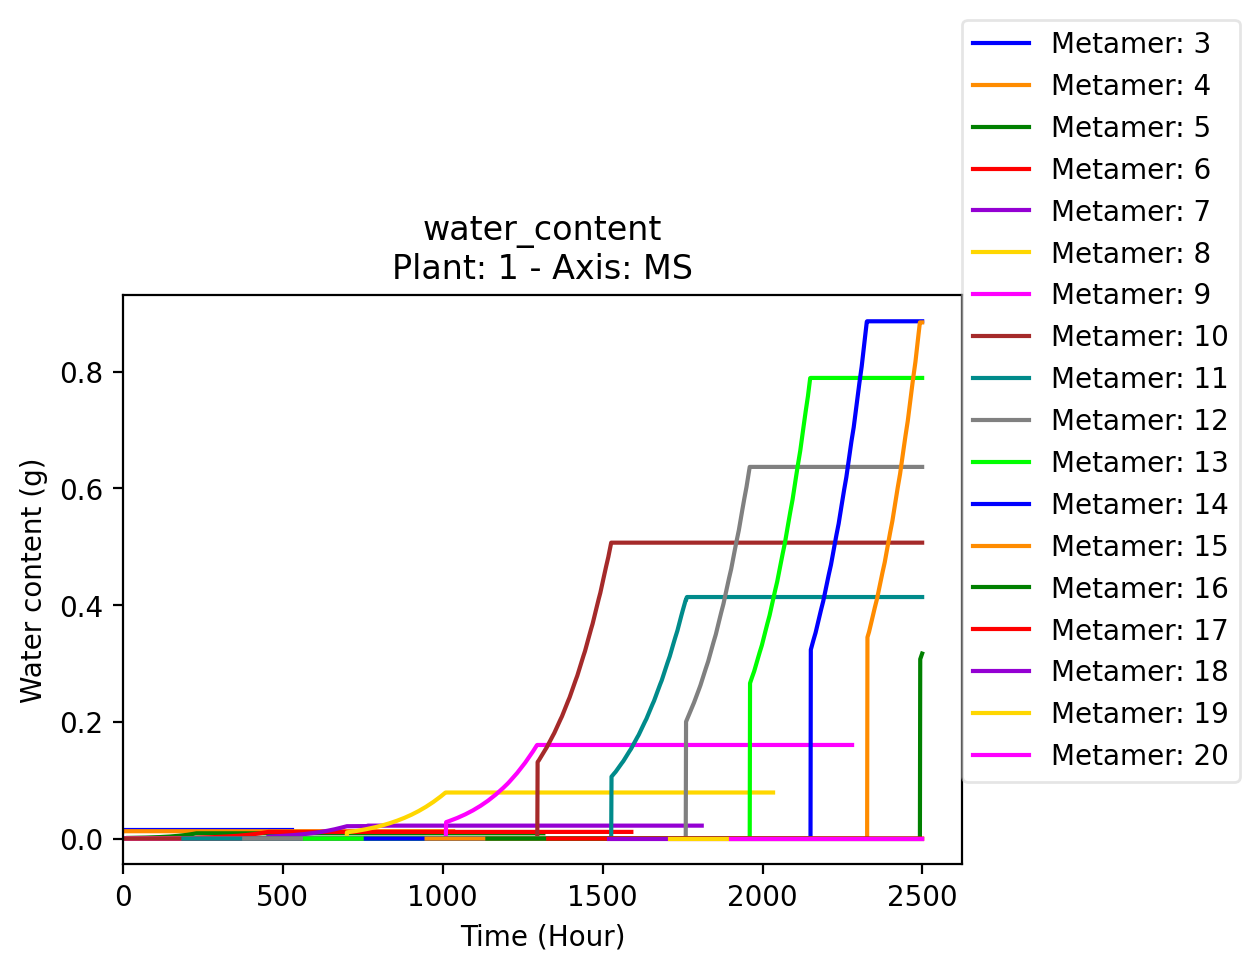 water_content
Plant: 1 - Axis: MS
Water content (g)
0.8
0.6
0.4
0.2
0.0
0
500
1000
1500
2000
2500
Time (Hour)
Metamer: 3
Metamer: 4
Metamer: 5
Metamer: 6
Metamer: 7
Metamer: 8
Metamer: 9
Metamer: 10
Metamer: 11
Metamer: 12
Metamer: 13
Metamer: 14
Metamer: 15
Metamer: 16
Metamer: 17
Metamer: 18
Metamer: 19
Metamer: 20